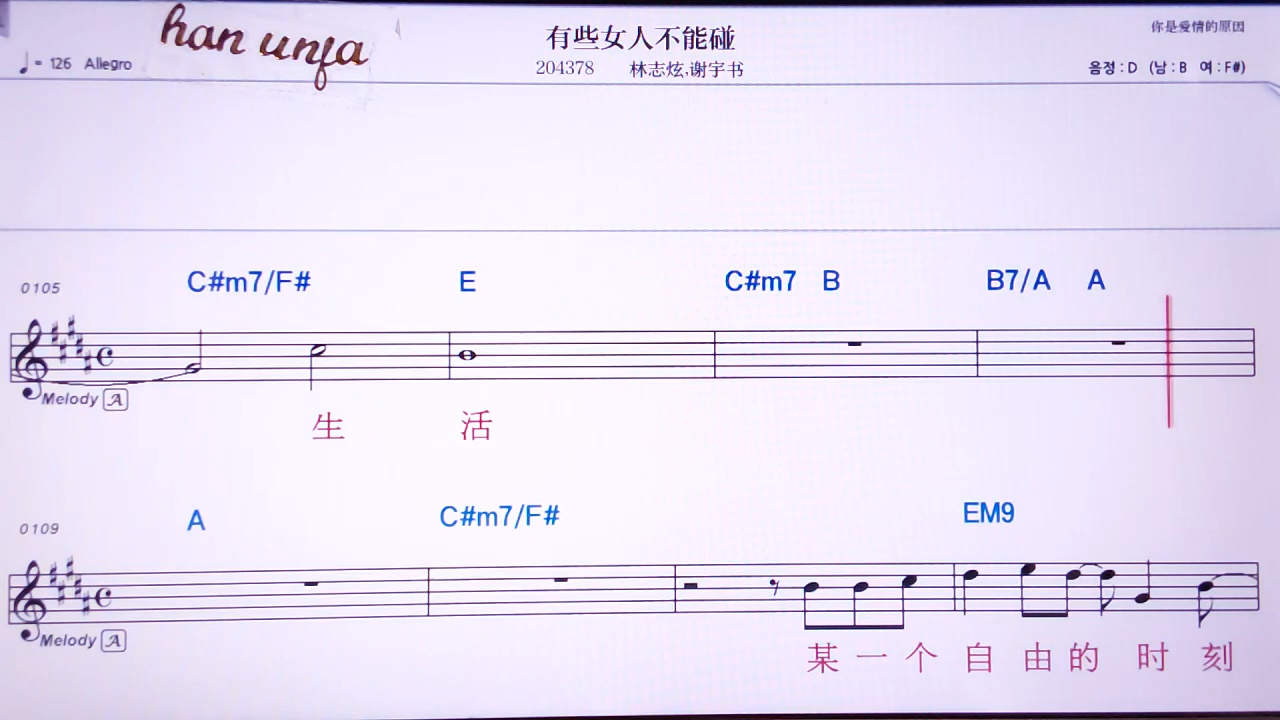 han unfa
有些女人不能碰
你是爱情的原因
♩= 126 Allegro
204378 林志炫,谢宇书
음정 : D (남 : B 여 : F#)
C#m7/F# E C#m7 B B7/A A
0105
Melody A
生 活
A C#m7/F# EM9
0109
Melody A
某 一 个 自 由 的 时 刻